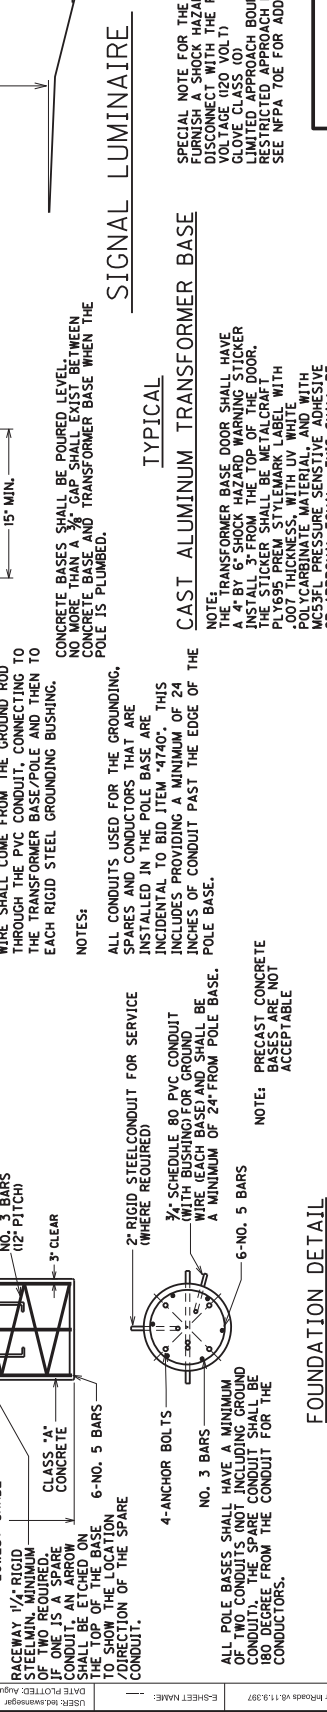 RACEWAY 1¼" RIGID
STEELMIN. MINIMUM
OF TWO REQUIRED.
IF ONE IS A SPARE
CONDUIT, AN ARROW
SHALL BE ETCHED ON
THE TOP OF THE BASE
TO SHOW THE LOCATION
/DIRECTION OF THE SPARE
CONDUIT.
CLASS "A"
CONCRETE
6-NO. 5 BARS
NO. 3 BARS
(12" PITCH)
3" CLEAR
4-ANCHOR BOLTS
NO. 3 BARS
2" RIGID STEELCONDUIT FOR SERVICE
(WHERE REQUIRED)
¾" SCHEDULE 80 PVC CONDUIT
(WITH BUSHING) FOR GROUND
WIRE (EACH BASE) AND SHALL BE
A MINIMUM OF 24" FROM POLE BASE.
6-NO. 5 BARS
ALL POLE BASES SHALL HAVE A MINIMUM
OF TWO CONDUITS (NOT INCLUDING GROUND
CONDUIT). THE SPARE CONDUIT SHALL BE
180 DEGREE FROM THE CONDUIT FOR THE
CONDUCTORS.
NOTE: PRECAST CONCRETE
BASES ARE NOT
ACCEPTABLE
FOUNDATION DETAIL
WIRE SHALL COME FROM THE GROUND ROD
THROUGH THE PVC CONDUIT, CONNECTING TO
THE TRANSFORMER BASE/POLE AND THEN TO
EACH RIGID STEEL GROUNDING BUSHING.
NOTES:
ALL CONDUITS USED FOR THE GROUNDING,
SPARES AND CONDUCTORS THAT ARE
INSTALLED IN THE POLE BASE ARE
INCIDENTAL TO BID ITEM "4740". THIS
INCLUDES PROVIDING A MINIMUM OF 24
INCHES OF CONDUIT PAST THE EDGE OF THE
POLE BASE.
15" MIN.
CONCRETE BASES SHALL BE POURED LEVEL.
NO MORE THAN A ⅜" GAP SHALL EXIST BETWEEN
CONCRETE BASE AND TRANSFORMER BASE WHEN THE
POLE IS PLUMBED.
TYPICAL
CAST ALUMINUM TRANSFORMER BASE
NOTE:
THE TRANSFORMER BASE DOOR SHALL HAVE
A 4" BY 6" SHOCK HAZARD WARNING STICKER
INSTALL 3" FROM THE TOP OF THE DOOR.
THE STICKER SHALL BE METALCRAFT
PLY695 PREM STYLEMARK LABEL WITH
.007 THICKNESS, WITH UV WHITE
POLYCARBINATE MATERIAL, AND WITH
MC53FL PRESSURE SENSTIVE ADHESIVE
SIGNAL LUMINAIRE
SPECIAL NOTE FOR THE
FURNISH A SHOCK HAZAR
DISCONNECT WITH THE F
VOLTAGE (120 VOLT)
GLOVE CLASS (0)
LIMITED APPROACH BOU
RESTRICTED APPROACH
SEE NFPA 70E FOR ADD
r InRoads v8.11.9.397
E-SHEET NAME: ---
USER: ted.swansegar
DATE PLOTTED: Augu